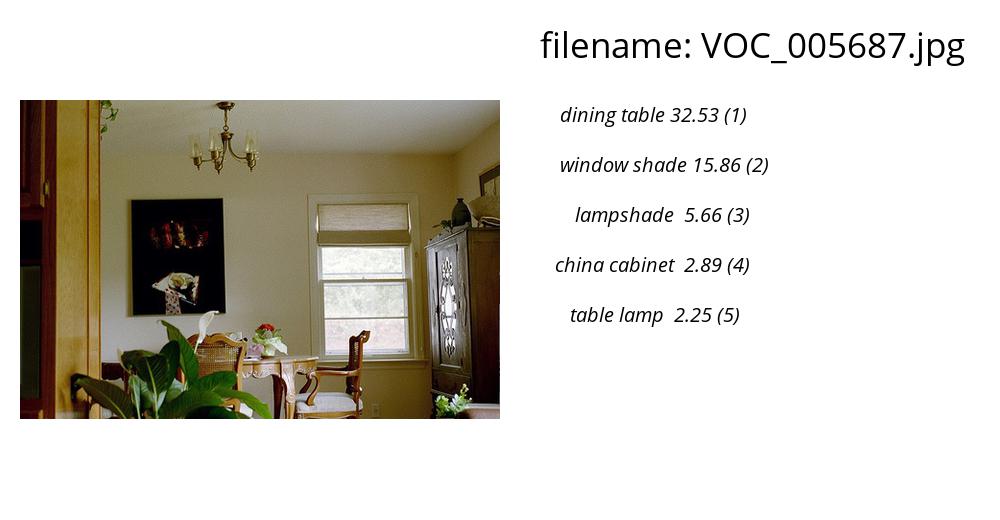 filename: VOC_005687.jpg
dining table 32.53 (1)
window shade 15.86 (2)
lampshade 5.66 (3)
china cabinet 2.89 (4)
table lamp 2.25 (5)